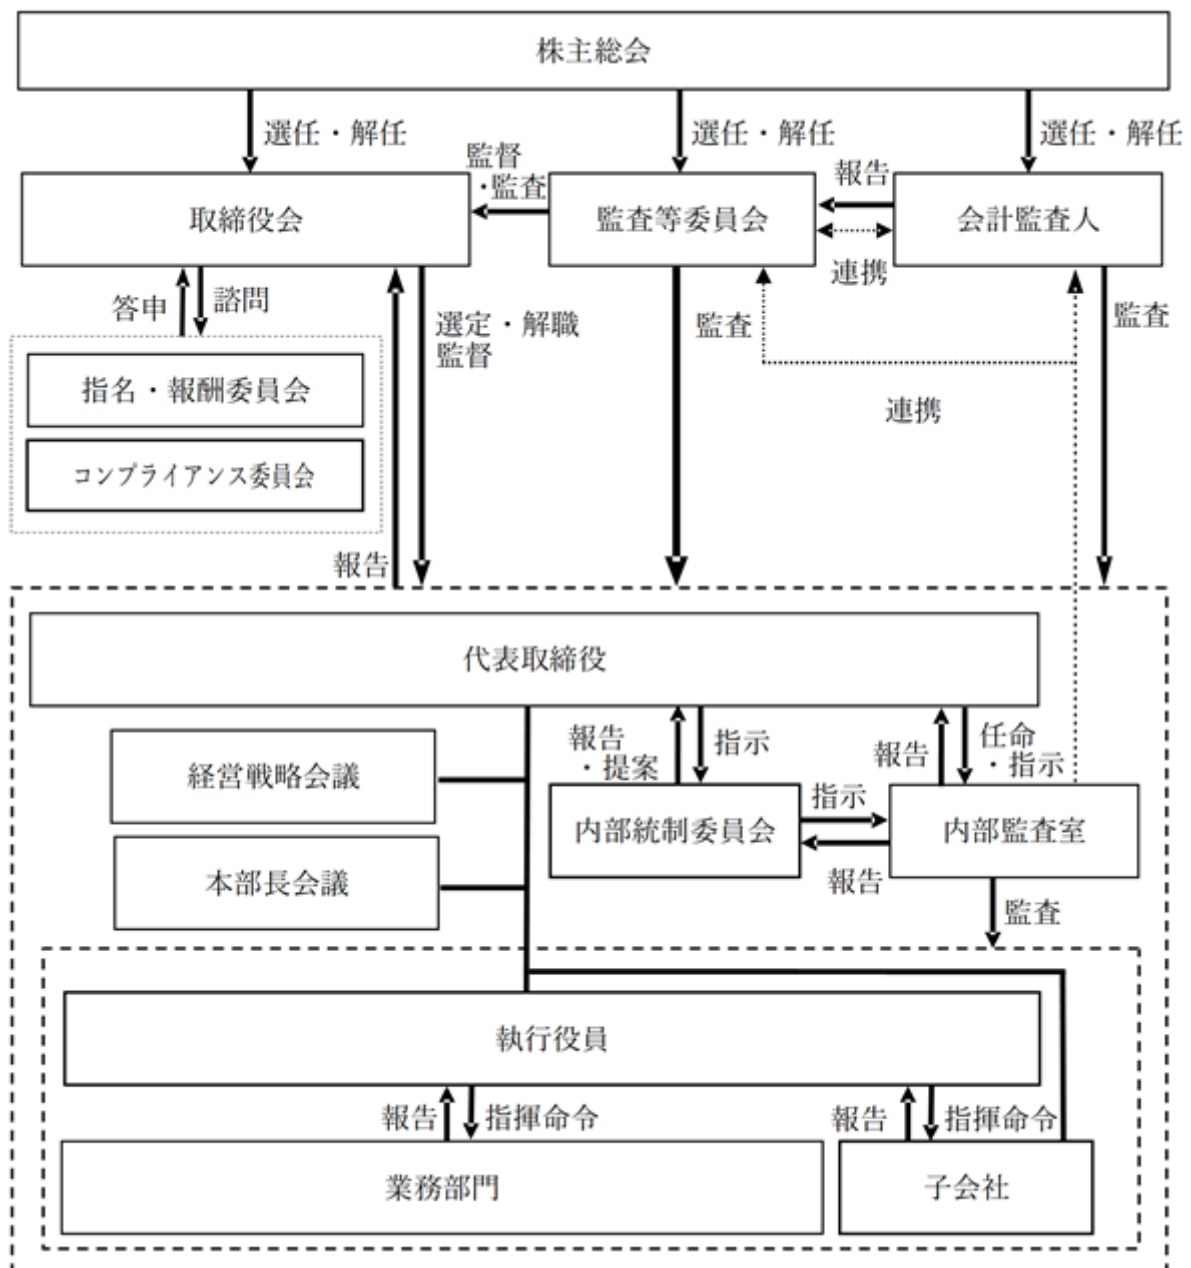 株主総会
選任・解任
選任・解任
選任・解任
監督
・監査
報告
取締役会
監査等委員会
会計監査人
連携
答申
諮問
選定・解職
監督
監査
監査
指名・報酬委員会
連携
コンプライアンス委員会
報告
代表取締役
報告
・提案
指示
報告
任命
・指示
経営戦略会議
指示
内部統制委員会
内部監査室
本部長会議
報告
監査
執行役員
報告
指揮命令
報告
指揮命令
業務部門
子会社